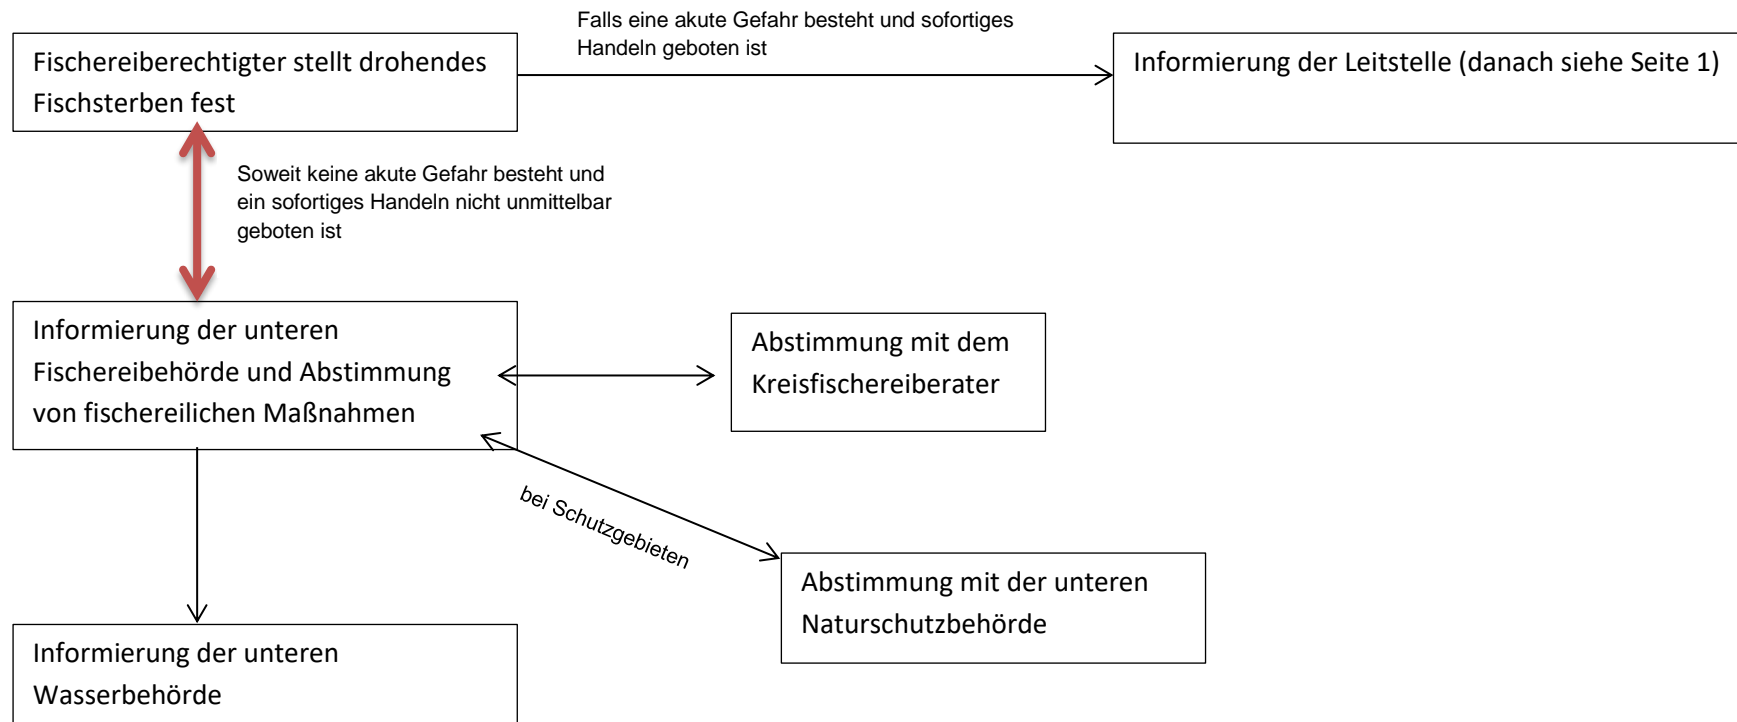 Falls eine akute Gefahr besteht und sofortiges
Handeln geboten ist
Fischereiberechtigter stellt drohendes
Fischsterben fest
Informierung der Leitstelle (danach siehe Seite 1)
Soweit keine akute Gefahr besteht und
ein sofortiges Handeln nicht unmittelbar
geboten ist
Informierung der unteren
Fischereibehörde und Abstimmung
von fischereilichen Maßnahmen
Abstimmung mit dem
Kreisfischereiberater
bei Schutzgebieten
Abstimmung mit der unteren
Naturschutzbehörde
Informierung der unteren
Wasserbehörde